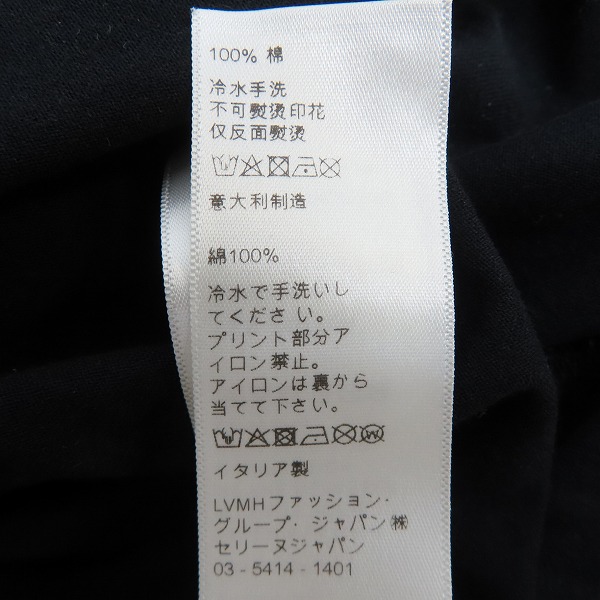 100% 棉
冷水手洗
不可熨烫印花
仅反面熨烫
意大利制造
綿100%
冷水で手洗いし
てくださ い。
プリント部分ア
イロン禁止。
アイロンは裏から
当てて下さい。
イタリア製
LVMHファッション・
グループ・ジャパン㈱
セリーヌジャパン
03 - 5414 - 1401